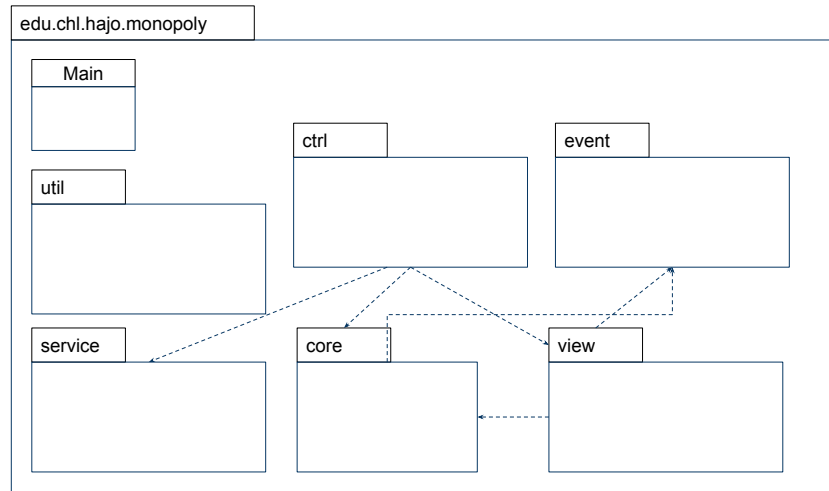 edu.chl.hajo.monopoly
Main
ctrl
event
util
service
core
view